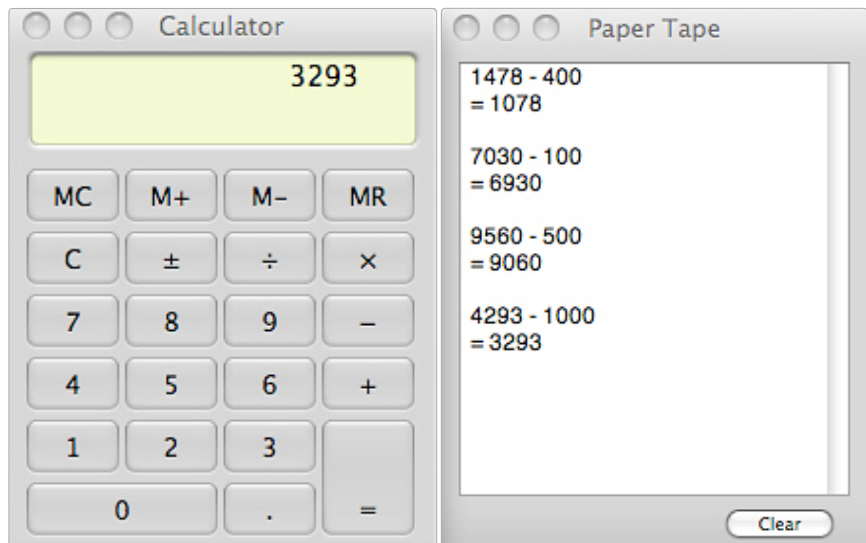 Calculator
3293
MC M+ M- MR
C ± ÷ ×
7 8 9 −
4 5 6 +
1 2 3
0 . =
Paper Tape
1478 - 400
= 1078
7030 - 100
= 6930
9560 - 500
= 9060
4293 - 1000
= 3293
Clear